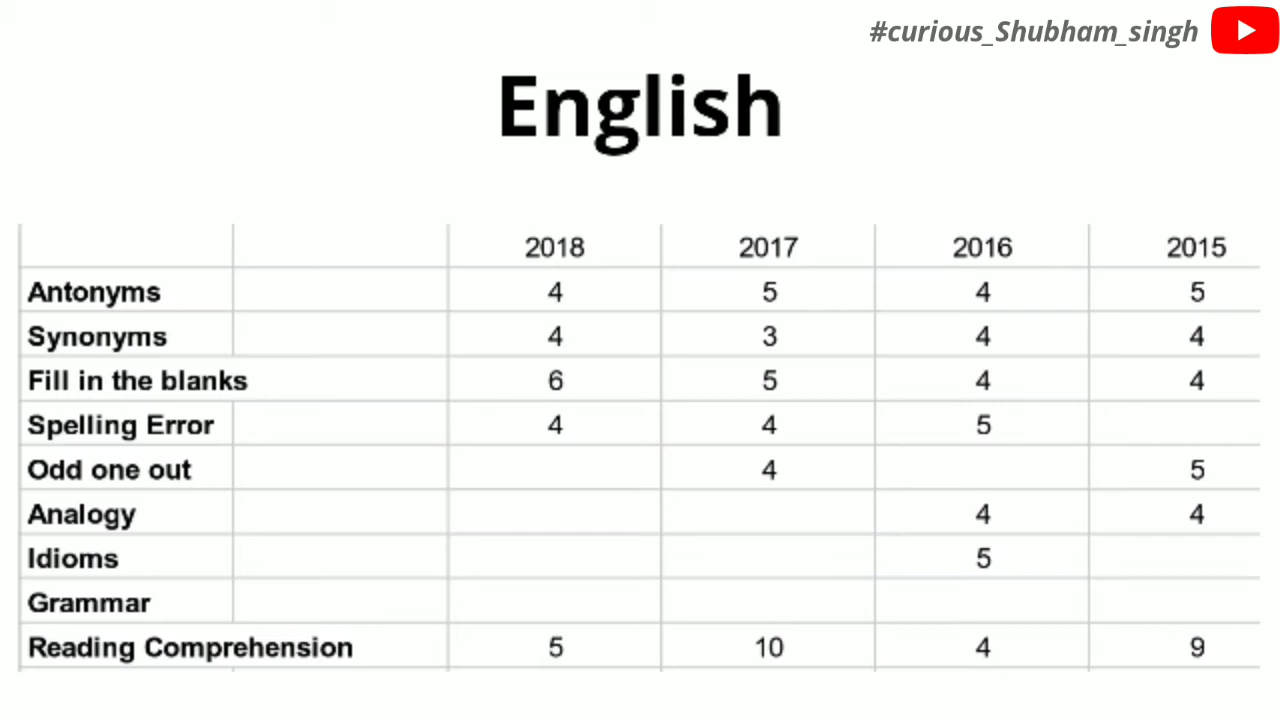 #curious_Shubham_singh
English
2018 2017 2016 2015
Antonyms 4 5 4 5
Synonyms 4 3 4 4
Fill in the blanks 6 5 4 4
Spelling Error 4 4 5
Odd one out 4 5
Analogy 4 4
Idioms 5
Grammar
Reading Comprehension 5 10 4 9